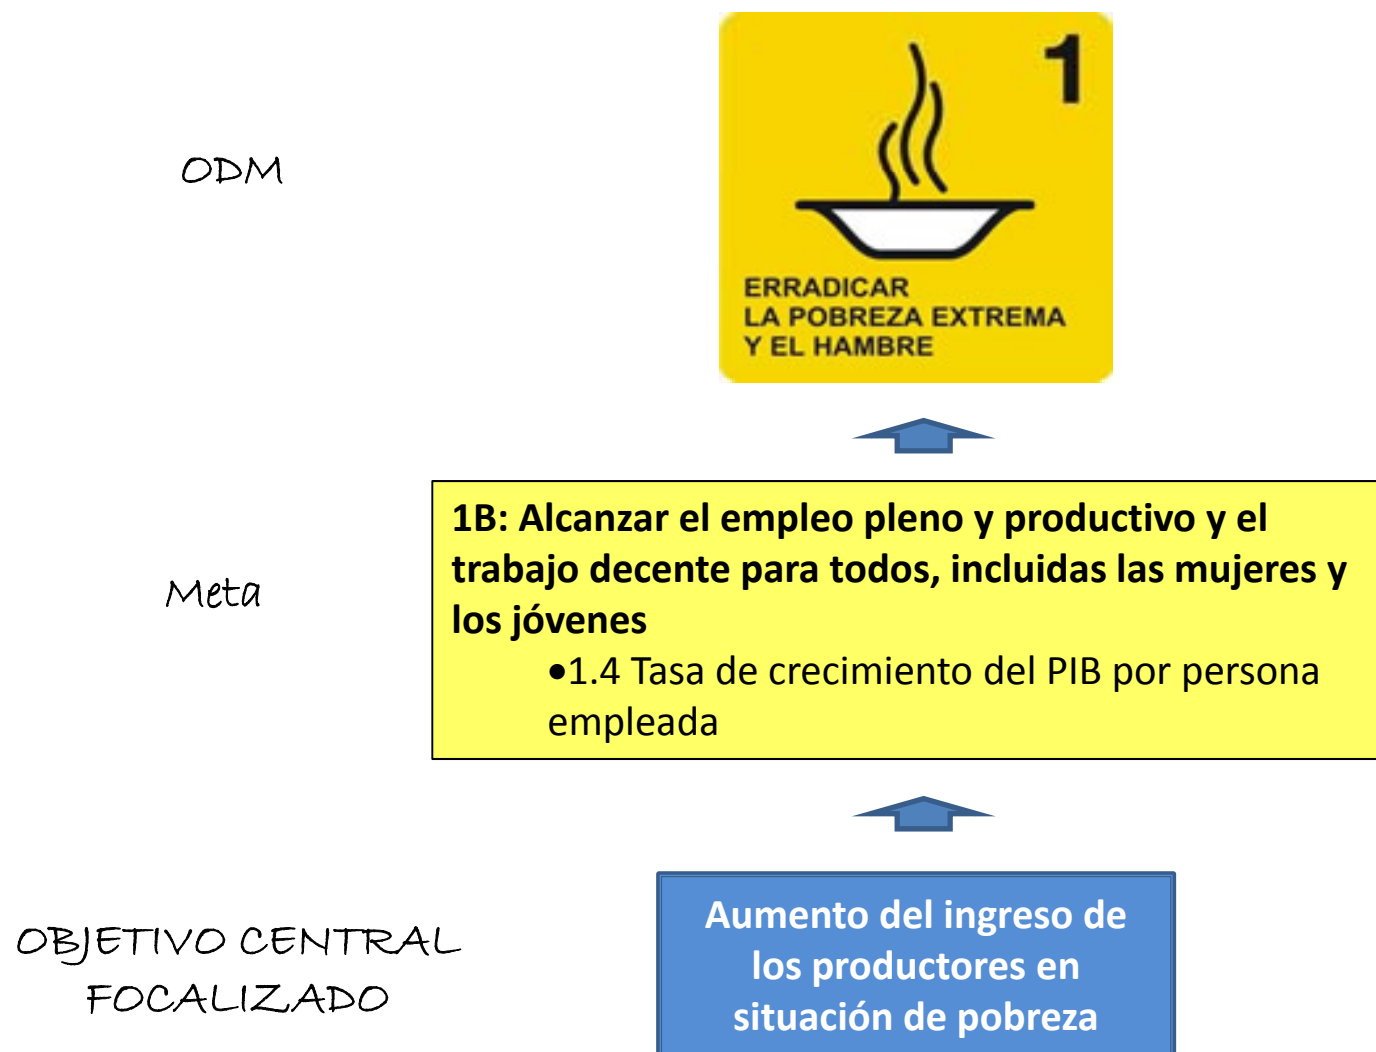 1
ODM
ERRADICAR
LA POBREZA EXTREMA
Y EL HAMBRE
1B: Alcanzar el empleo pleno y productivo y el
trabajo decente para todos, incluidas las mujeres y
los jóvenes
Meta
•1.4 Tasa de crecimiento del PIB por persona
empleada
OBJETIVO CENTRAL
FOCALIZADO
Aumento del ingreso de
los productores en
situación de pobreza